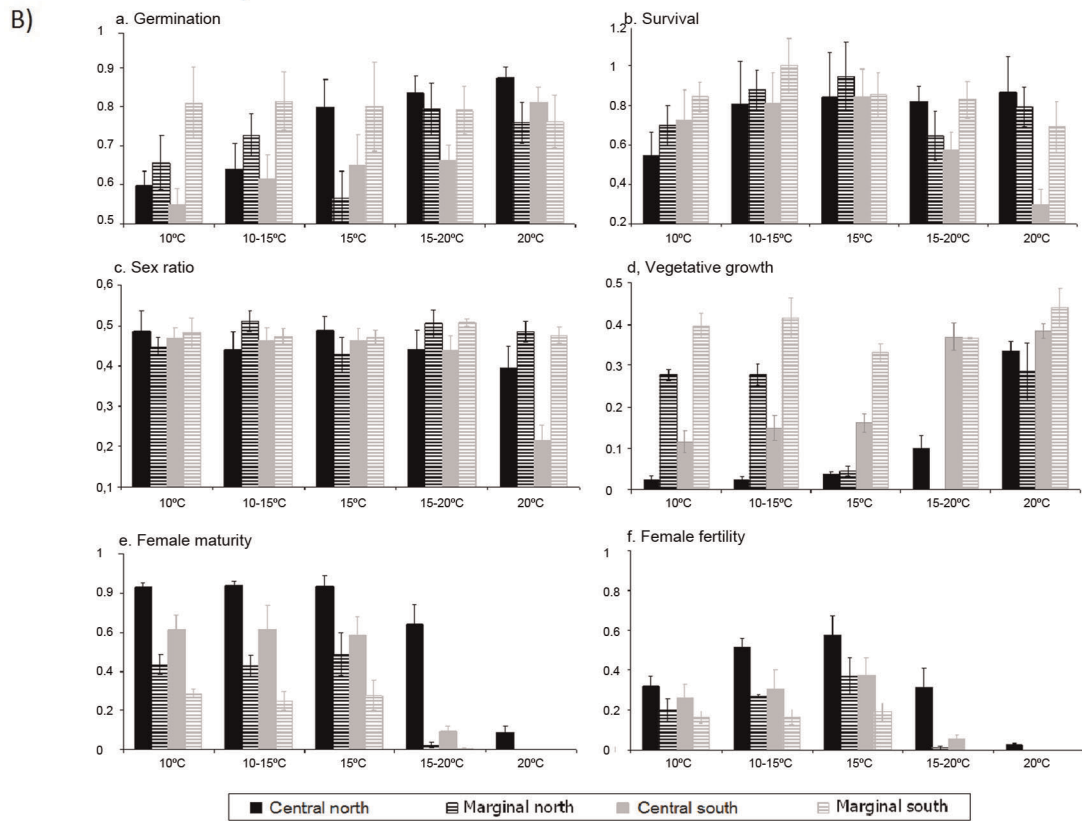 B)
a. Germination
1
0.9
0.8
0.7
0.6
0.5
10ºC 10-15ºC 15ºC 15-20ºC 20ºC
b. Survival
1.2
1
0.8
0.6
0.4
0.2
10ºC 10-15ºC 15ºC 15-20ºC 20ºC
c. Sex ratio
0,6
0,5
0,4
0,3
0,2
0,1
10ºC 10-15ºC 15ºC 15-20ºC 20ºC
d, Vegetative growth
0.5
0.4
0.3
0.2
0.1
0
10ºC 10-15ºC 15ºC 15-20ºC 20ºC
e. Female maturity
1
0.9
0.6
0.4
0.2
0
10ºC 10-15ºC 15ºC 15-20ºC 20ºC
f. Female fertility
1
0.8
0.6
0.4
0.2
0
10ºC 10-15ºC 15ºC 15-20ºC 20ºC
Central north Marginal north Central south Marginal south